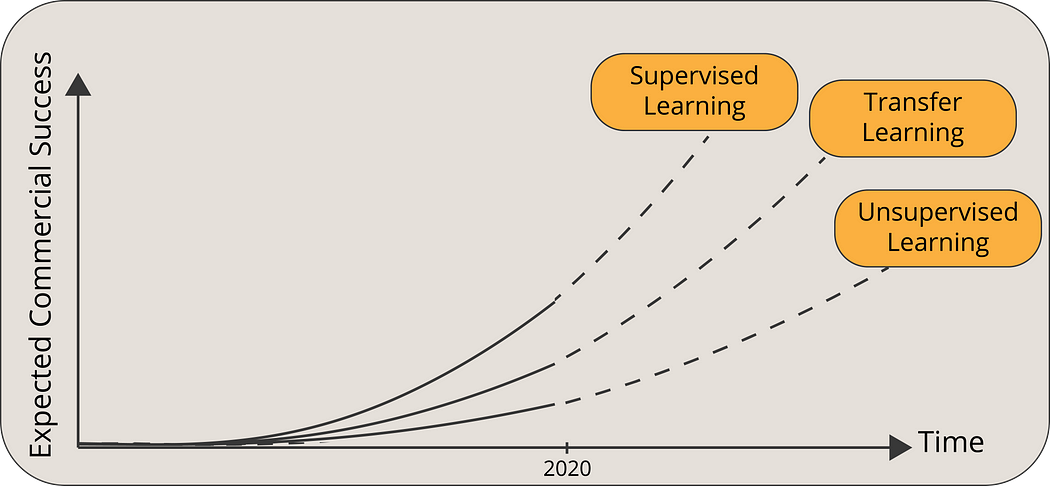 Expected Commercial Success
Supervised
Learning
Transfer
Learning
Unsupervised
Learning
Time
2020